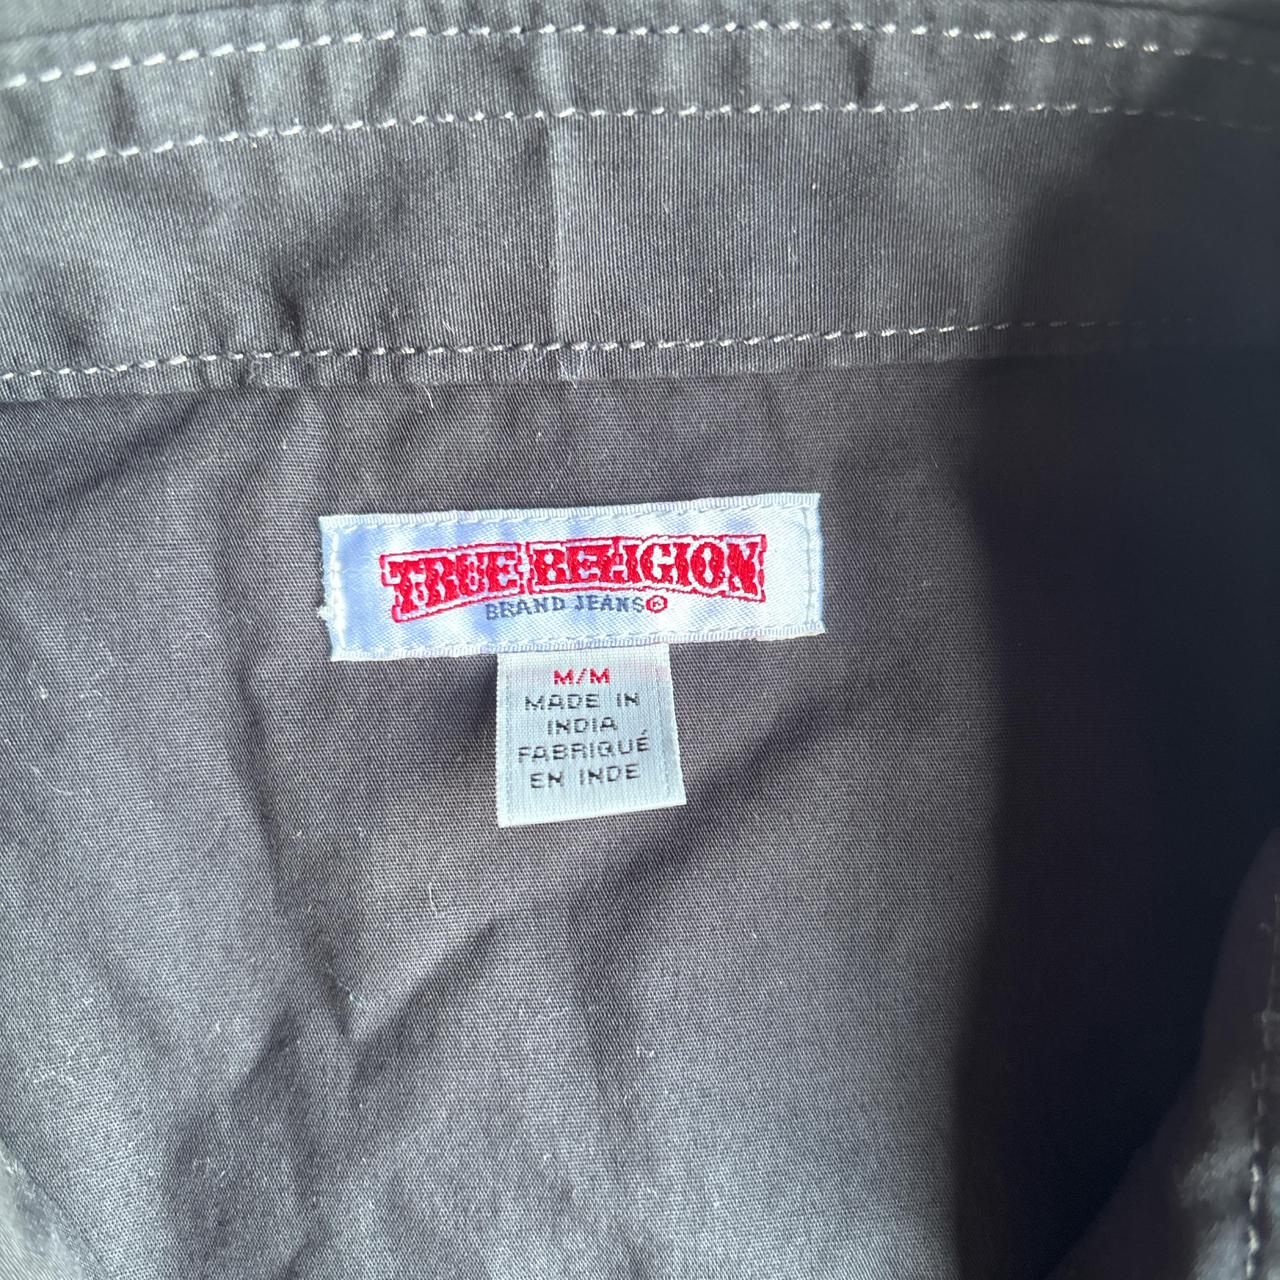 TRUE RELIGION
BRAND JEANS®
M/M
MADE IN
INDIA
FABRIQUÉ
EN INDE